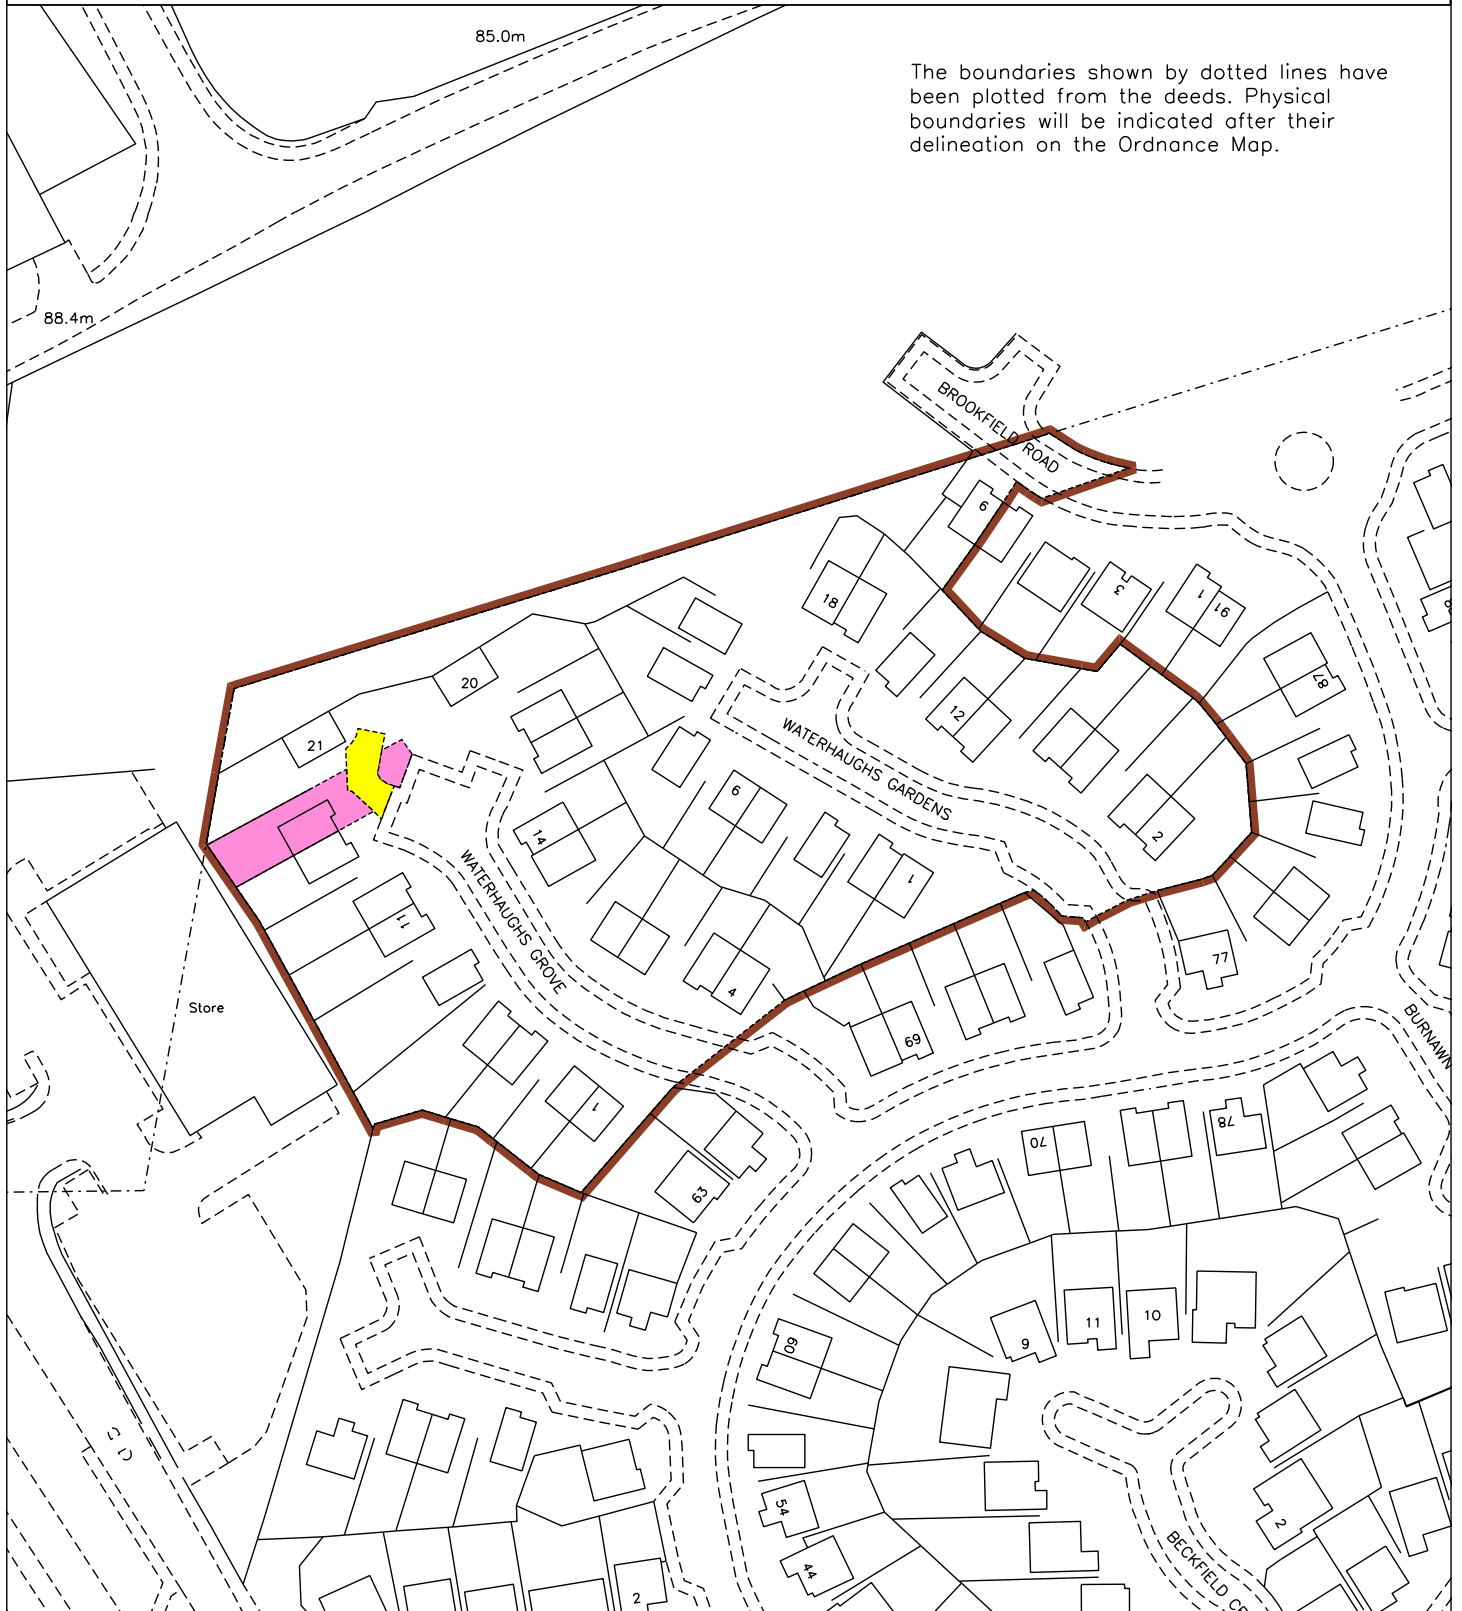 85.0m
The boundaries shown by dotted lines have
been plotted from the deeds. Physical
boundaries will be indicated after their
delineation on the Ordnance Map.
88.4m
BROOKFIELD ROAD
6
18
3
1
91
87
20
12
21
WATERHAUGHS GARDENS
6
2
14
1
WATERHAUGHS GROVE
11
77
4
Store
69
BURNAWN
1
63
70
78
60
9
11
10
54
44
2
2
BECKFIELD